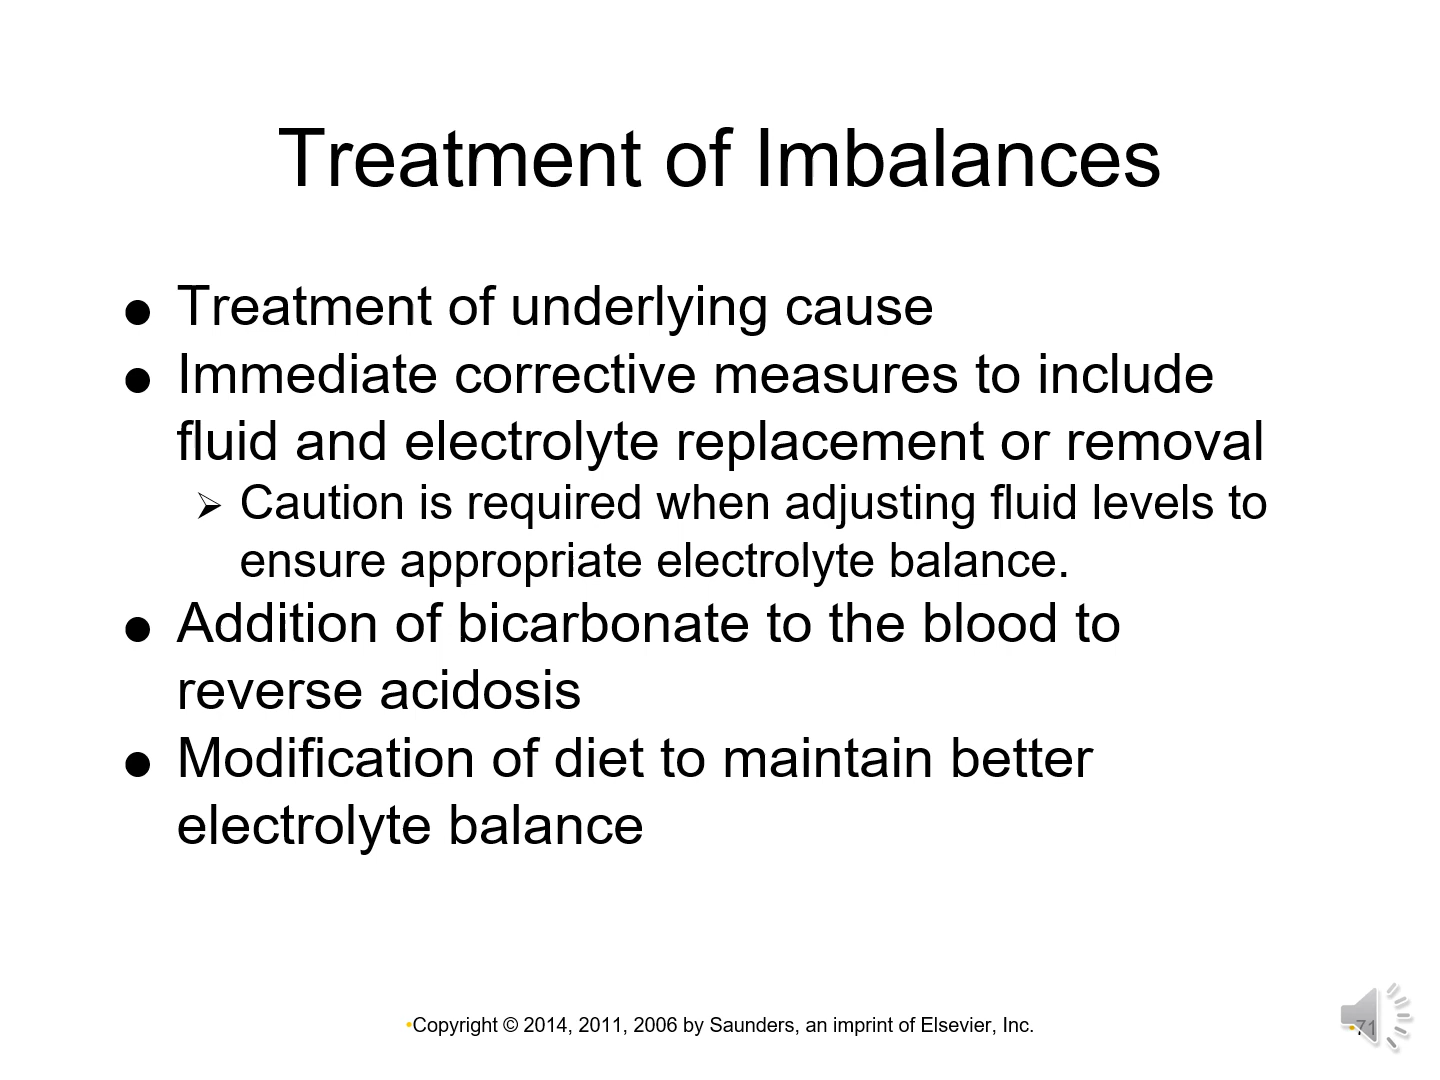 Treatment of Imbalances
● Treatment of underlying cause
● Immediate corrective measures to include
fluid and electrolyte replacement or removal
➢ Caution is required when adjusting fluid levels to
ensure appropriate electrolyte balance.
● Addition of bicarbonate to the blood to
reverse acidosis
● Modification of diet to maintain better
electrolyte balance
•Copyright © 2014, 2011, 2006 by Saunders, an imprint of Elsevier, Inc.
•71